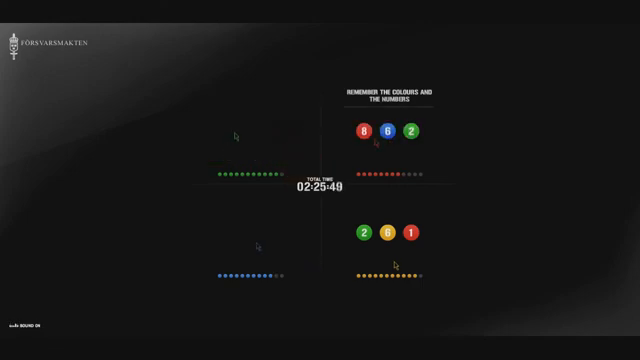 FÖRSVARSMAKTEN
REMEMBER THE COLOURS AND
THE NUMBERS
8 6 2
TOTAL TIME
02:25:49
2 6 1
SOUND ON